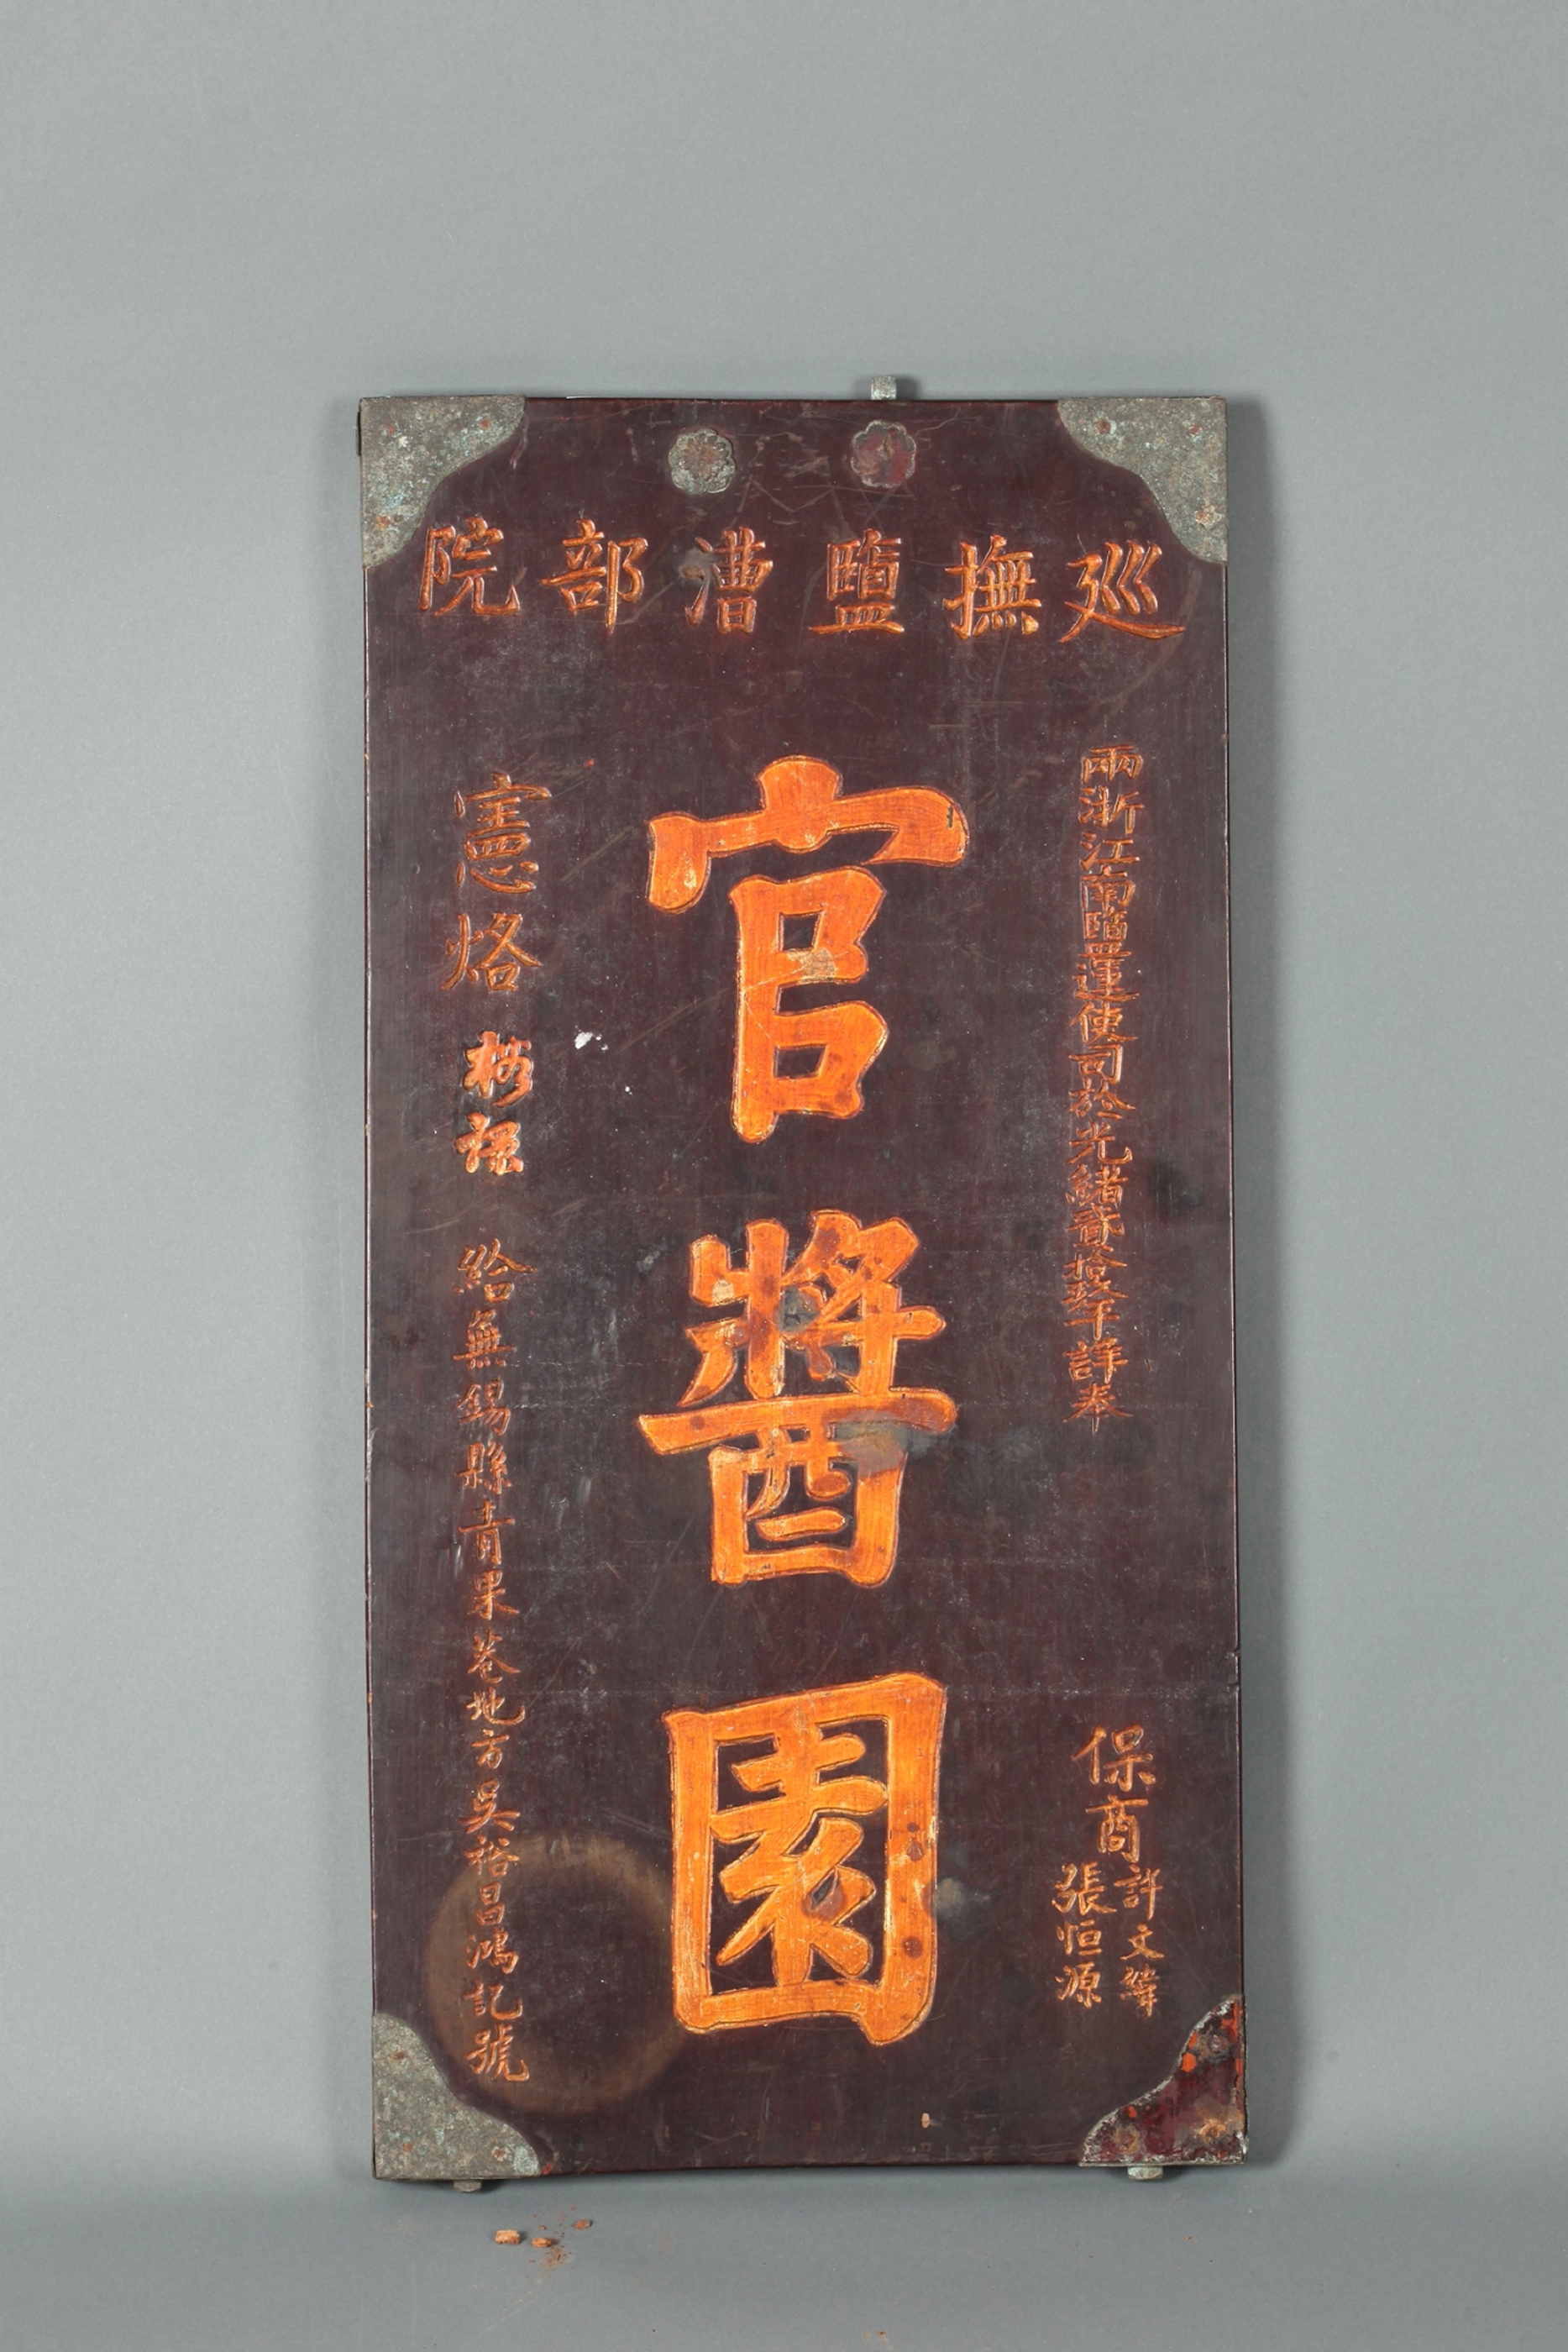 巡撫鹽漕部院
兩浙江南鹽運使司於光緒貳拾年詳奉
保商
許文
張恒源
官醬園
憲烙
給無錫縣青果巷地方吳裕昌鴻記號